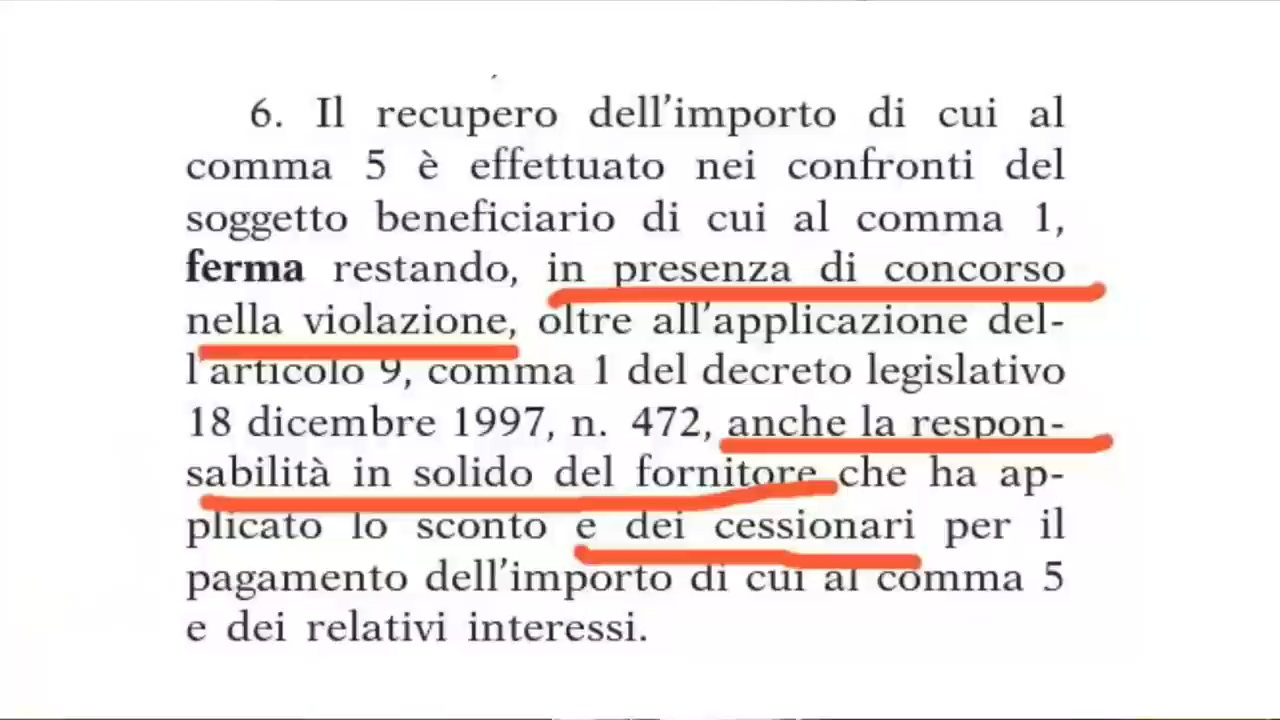 6. Il recupero dell'importo di cui al
comma 5 è effettuato nei confronti del
soggetto beneficiario di cui al comma 1,
ferma restando, in presenza di concorso
nella violazione, oltre all'applicazione del-
l'articolo 9, comma 1 del decreto legislativo
18 dicembre 1997, n. 472, anche la respon-
sabilità in solido del fornitore che ha ap-
plicato lo sconto e dei cessionari per il
pagamento dell'importo di cui al comma 5
e dei relativi interessi.